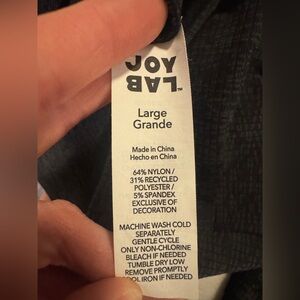 JOY
LAB™
Large
Grande
Made in China
Hecho en China
64% NYLON /
31% RECYCLED
POLYESTER /
5% SPANDEX
EXCLUSIVE OF
DECORATION
MACHINE WASH COLD
SEPARATELY
GENTLE CYCLE
ONLY NON-CHLORINE
BLEACH IF NEEDED
TUMBLE DRY LOW
REMOVE PROMPTLY
IRON IF NEEDED